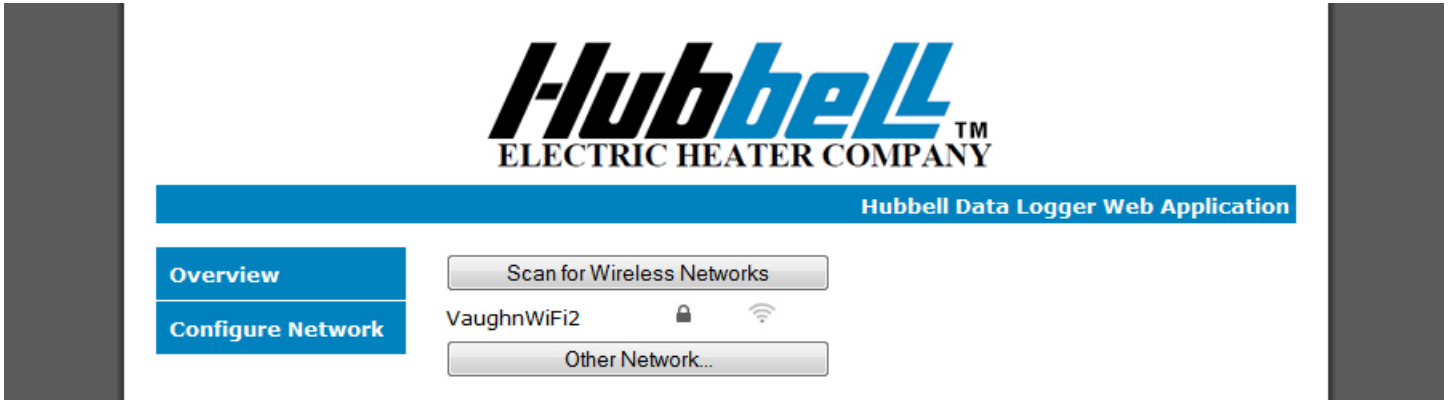 Hubbell TM
ELECTRIC HEATER COMPANY
Hubbell Data Logger Web Application
Overview
Configure Network
Scan for Wireless Networks
VaughnWiFi2
Other Network...